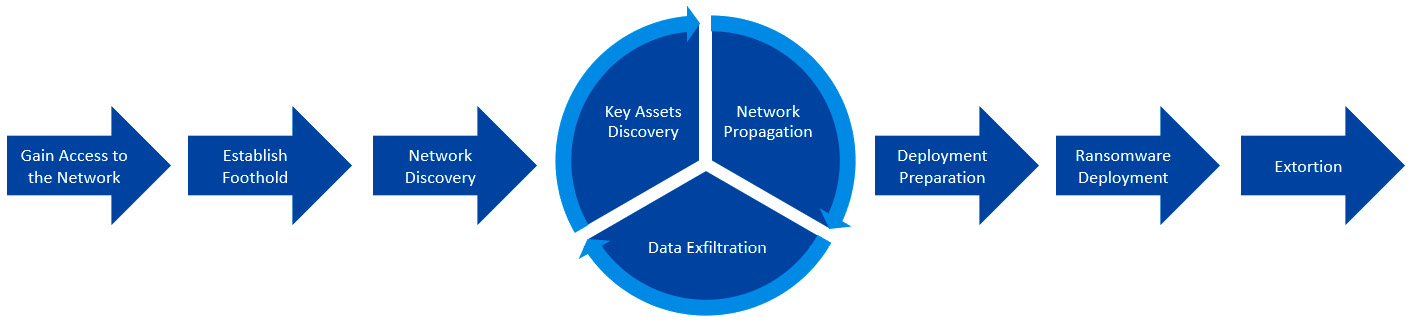 Gain Access to
the Network
Establish
Foothold
Network
Discovery
Key Assets
Discovery
Network
Propagation
Data Exfiltration
Deployment
Preparation
Ransomware
Deployment
Extortion